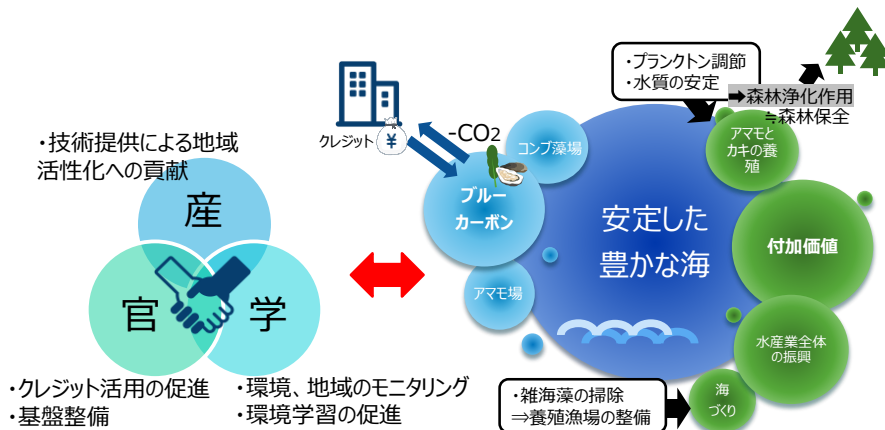 ・技術提供による地域
活性化への貢献
産
官
学
・クレジット活用の促進
・基盤整備
・環境、地域のモニタリング
・環境学習の促進
クレジット
¥
-CO2
コンブ藻場
ブルー
カーボン
アマモ場
安定した
豊かな海
・プランクトン調節
・水質の安定
➡森林浄化作用
≒森林保全
アマモと
カキの養
殖
付加価値
水産業全体
の振興
海
づくり
・雑海藻の掃除
⇒養殖漁場の整備